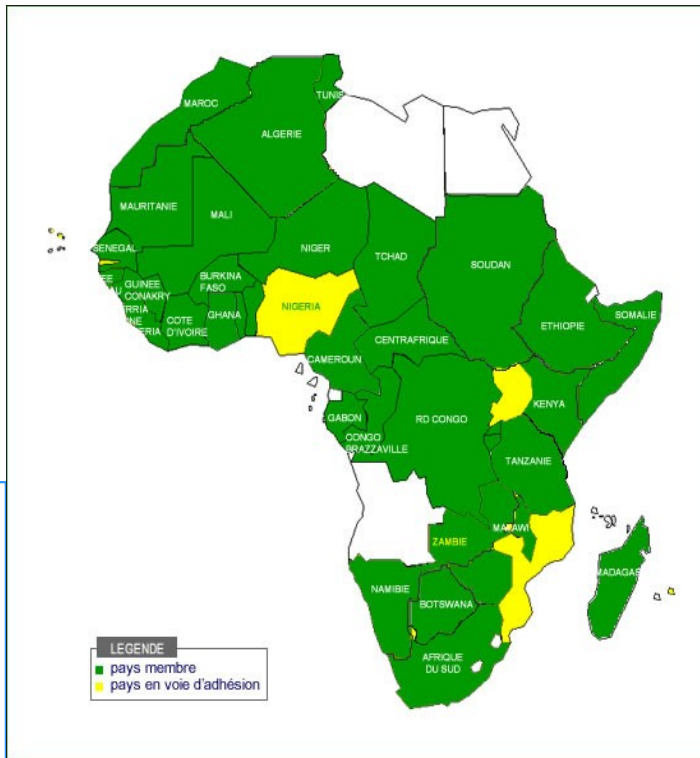 MAROC
TUNIS
ALGERIE
MAURITANIE
MALI
NIGER
TCHAD
SOUDAN
SENEGAL
BURKINA
FASO
GUINEE
CONAKRY
NIGERIA
GHANA
COTE
D'IVOIRE
ETHIOPIE
SOMALIE
CENTRAFRIQUE
CAMEROUN
GABON
CONGO
BRAZZAVILLE
RD CONGO
KENYA
TANZANIE
ZAMBIE
NAMIBIE
BOTSWANA
MADAGAS
AFRIQUE
DU SUD
LEGENDE
pays membre
pays en voie d'adhésion